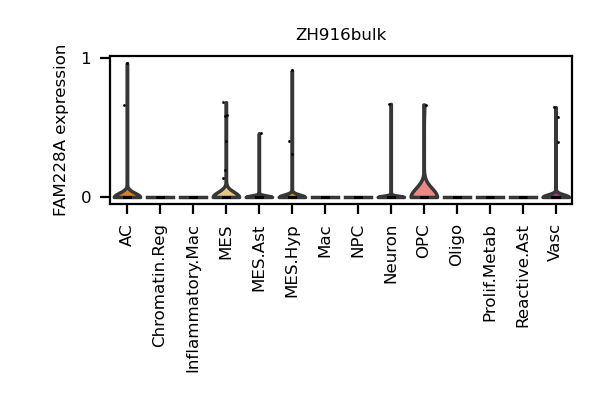 ZH916bulk
FAM228A expression
1
0
AC
Chromatin.Reg
Inflammatory.Mac
MES
MES.Ast
MES.Hyp
Mac
NPC
Neuron
OPC
Oligo
Prolif.Metab
Reactive.Ast
Vasc